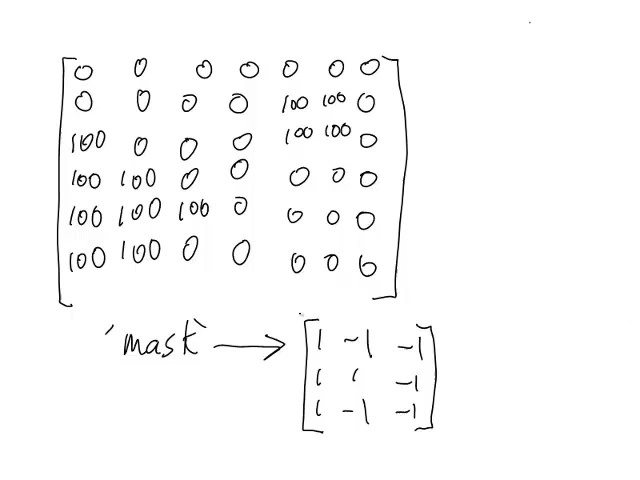 0 0 0 0 0 0 0
0 0 0 0 100 100 0
100 0 0 0 100 100 0
100 100 0 0 0 0 0
100 100 100 0 0 0 0
100 100 0 0 0 0 0
'mask' → 1 -1 -1
1 1 -1
1 -1 -1